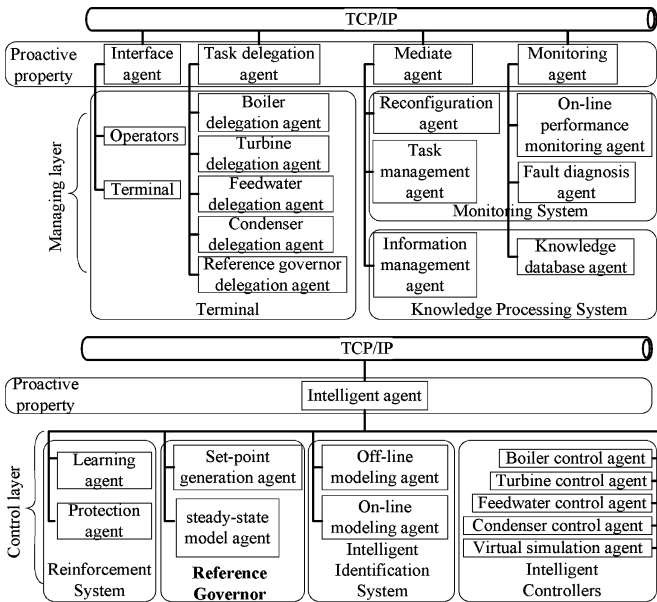 TCP/IP
Proactive
property
Interface
agent
Task delegation
agent
Mediate
agent
Monitoring
agent
Managing layer
Operators
Terminal
Boiler
delegation agent
Turbine
delegation agent
Feedwater
delegation agent
Condenser
delegation agent
Reference governor
delegation agent
Terminal
Reconfiguration
agent
Task
management
agent
On-line
performance
monitoring agent
Fault diagnosis
agent
Monitoring System
Information
management
agent
Knowledge
database agent
Knowledge Processing System
TCP/IP
Proactive
property
Intelligent agent
Control layer
Learning
agent
Protection
agent
Reinforcement
System
Set-point
generation agent
steady-state
model agent
Reference
Governor
Off-line
modeling agent
On-line
modeling agent
Intelligent
Identification
System
Boiler control agent
Turbine control agent
Feedwater control agent
Condenser control agent
Virtual simulation agent
Intelligent
Controllers